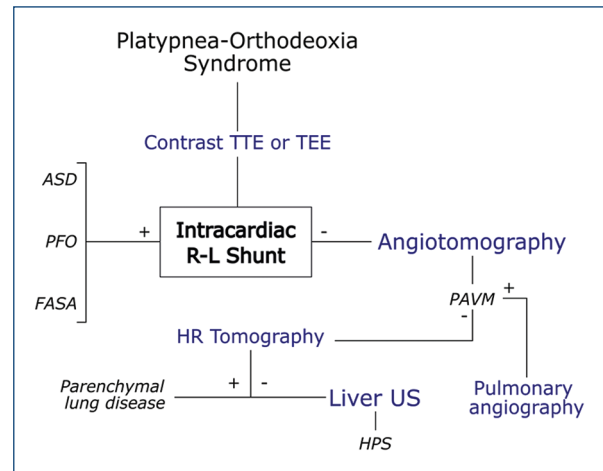 Platypnea-Orthodeoxia
Syndrome
Contrast TTE or TEE
ASD
PFO
FASA
+
Intracardiac
R-L Shunt
-
Angiotomography
PAVM
+
-
HR Tomography
Parenchymal
lung disease
+
-
Liver US
HPS
Pulmonary
angiography